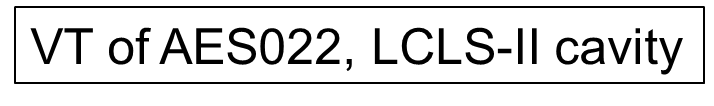 VT of AES022, LCLS-II cavity